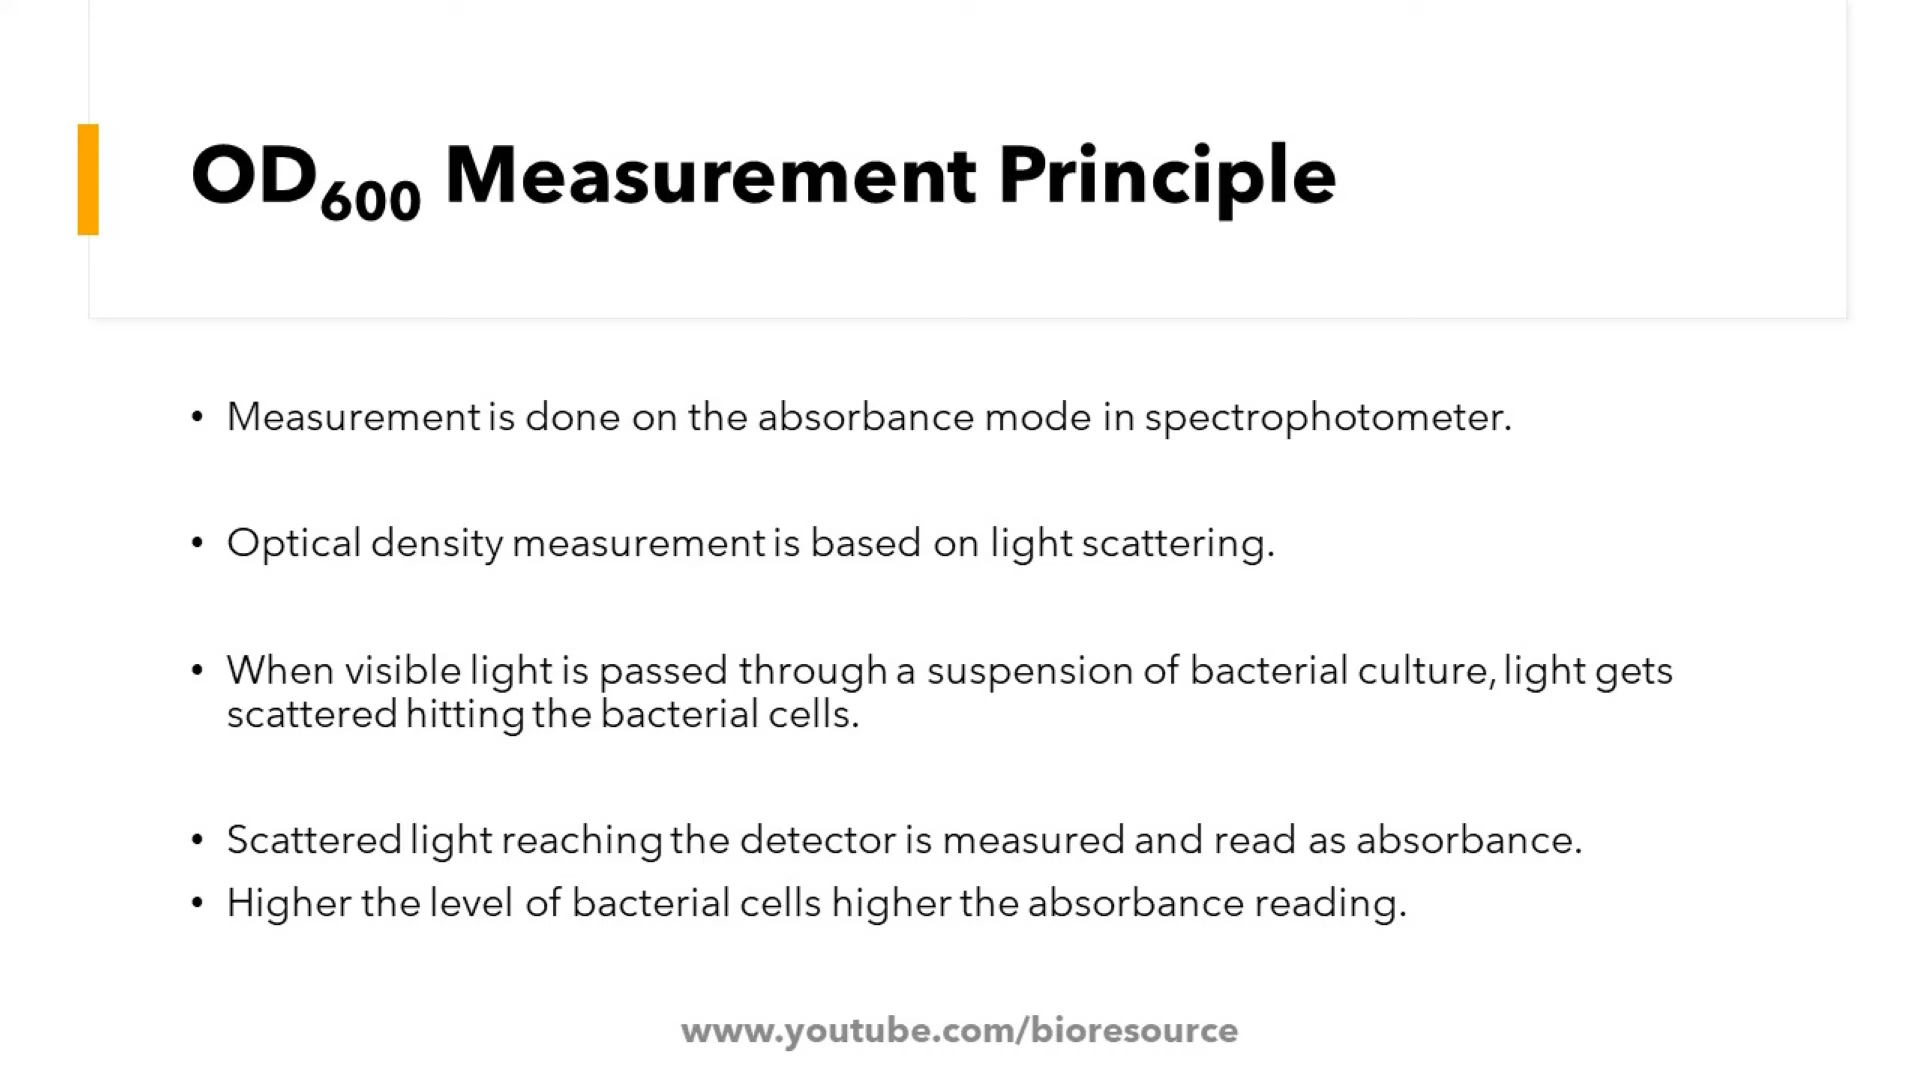 OD600 Measurement Principle
• Measurement is done on the absorbance mode in spectrophotometer.
• Optical density measurement is based on light scattering.
• When visible light is passed through a suspension of bacterial culture, light gets
scattered hitting the bacterial cells.
• Scattered light reaching the detector is measured and read as absorbance.
• Higher the level of bacterial cells higher the absorbance reading.
www.youtube.com/bioresource